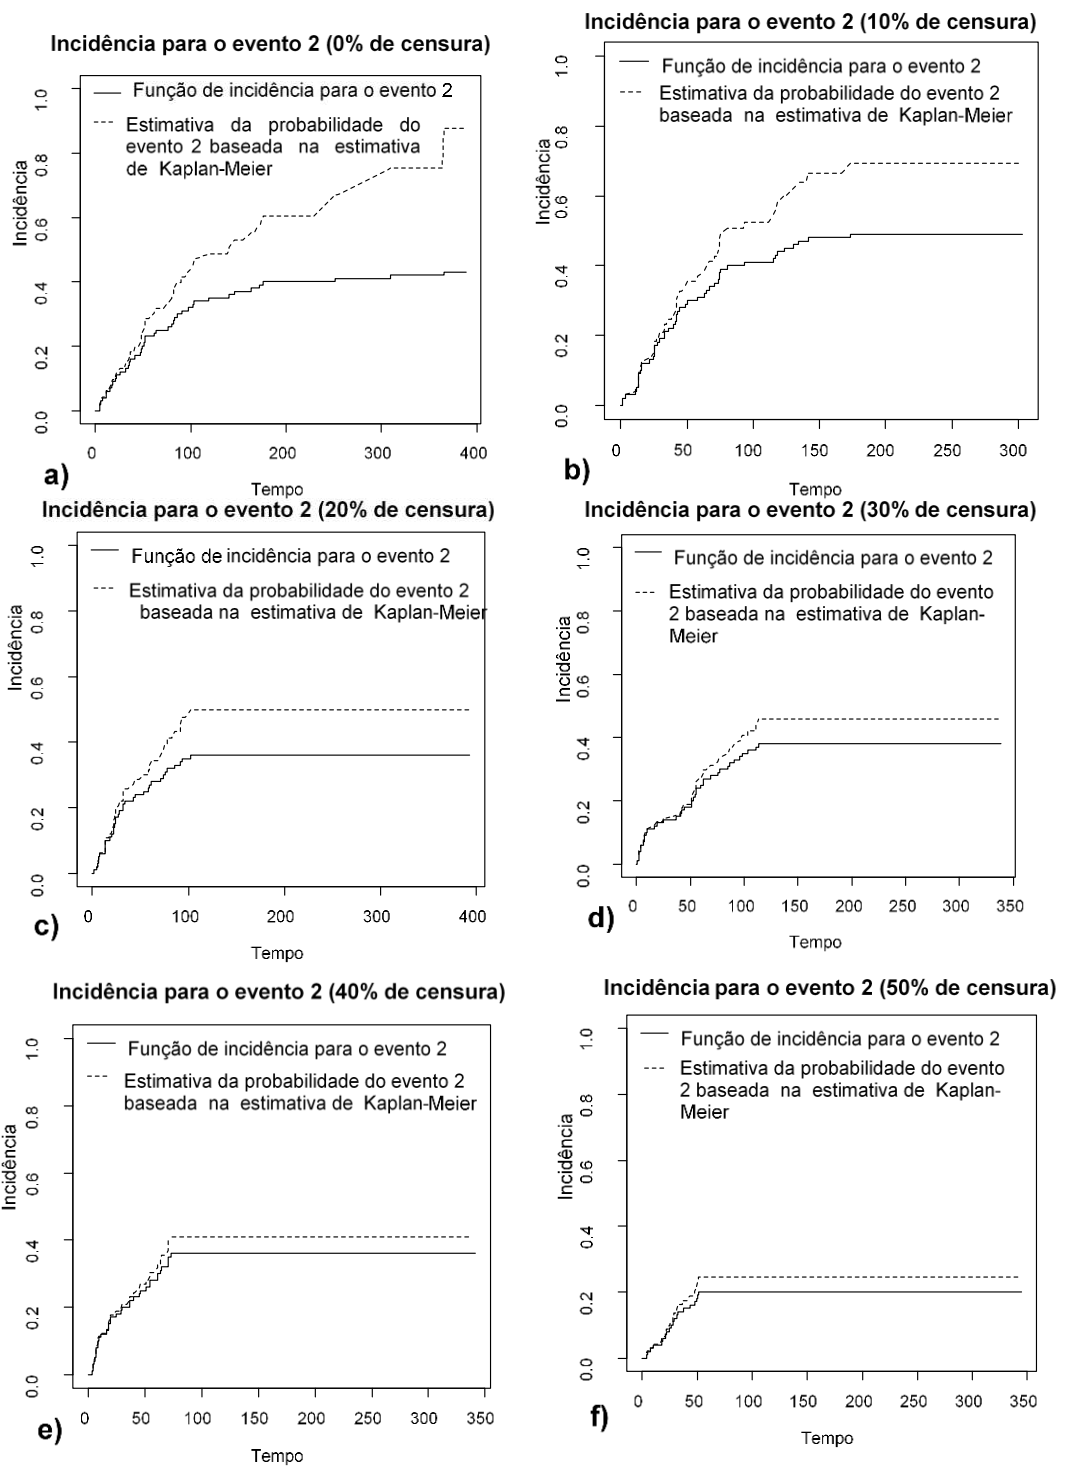 Incidência para o evento 2 (0% de censura)
Função de incidência para o evento 2
Estimativa da probabilidade do
evento 2 baseada na estimativa
de Kaplan-Meier
Incidência
1.0
0.8
0.6
0.4
0.2
0.0
0 100 200 300 400
a)
Tempo
Incidência para o evento 2 (10% de censura)
Função de incidência para o evento 2
Estimativa da probabilidade do evento 2
baseada na estimativa de Kaplan-Meier
Incidência
1.0
0.8
0.6
0.4
0.2
0.0
0 50 100 150 200 250 300
b)
Tempo
Incidência para o evento 2 (20% de censura)
Função de incidência para o evento 2
Estimativa da probabilidade do evento 2
baseada na estimativa de Kaplan-Meier
Incidência
1.0
0.8
0.6
0.4
0.2
0.0
0 100 200 300 400
c)
Tempo
Incidência para o evento 2 (30% de censura)
Função de incidência para o evento 2
Estimativa da probabilidade do evento
2 baseada na estimativa de Kaplan-
Meier
Incidência
1.0
0.8
0.6
0.4
0.2
0.0
0 50 100 150 200 250 300 350
d)
Tempo
Incidência para o evento 2 (40% de censura)
Função de incidência para o evento 2
Estimativa da probabilidade do evento 2
baseada na estimativa de Kaplan-Meier
Incidência
1.0
0.8
0.6
0.4
0.2
0.0
0 50 100 150 200 250 300 350
e)
Tempo
Incidência para o evento 2 (50% de censura)
Função de incidência para o evento 2
Estimativa da probabilidade do evento
2 baseada na estimativa de Kaplan-
Meier
Incidência
1.0
0.8
0.6
0.4
0.2
0.0
0 50 100 150 200 250 300 350
f)
Tempo